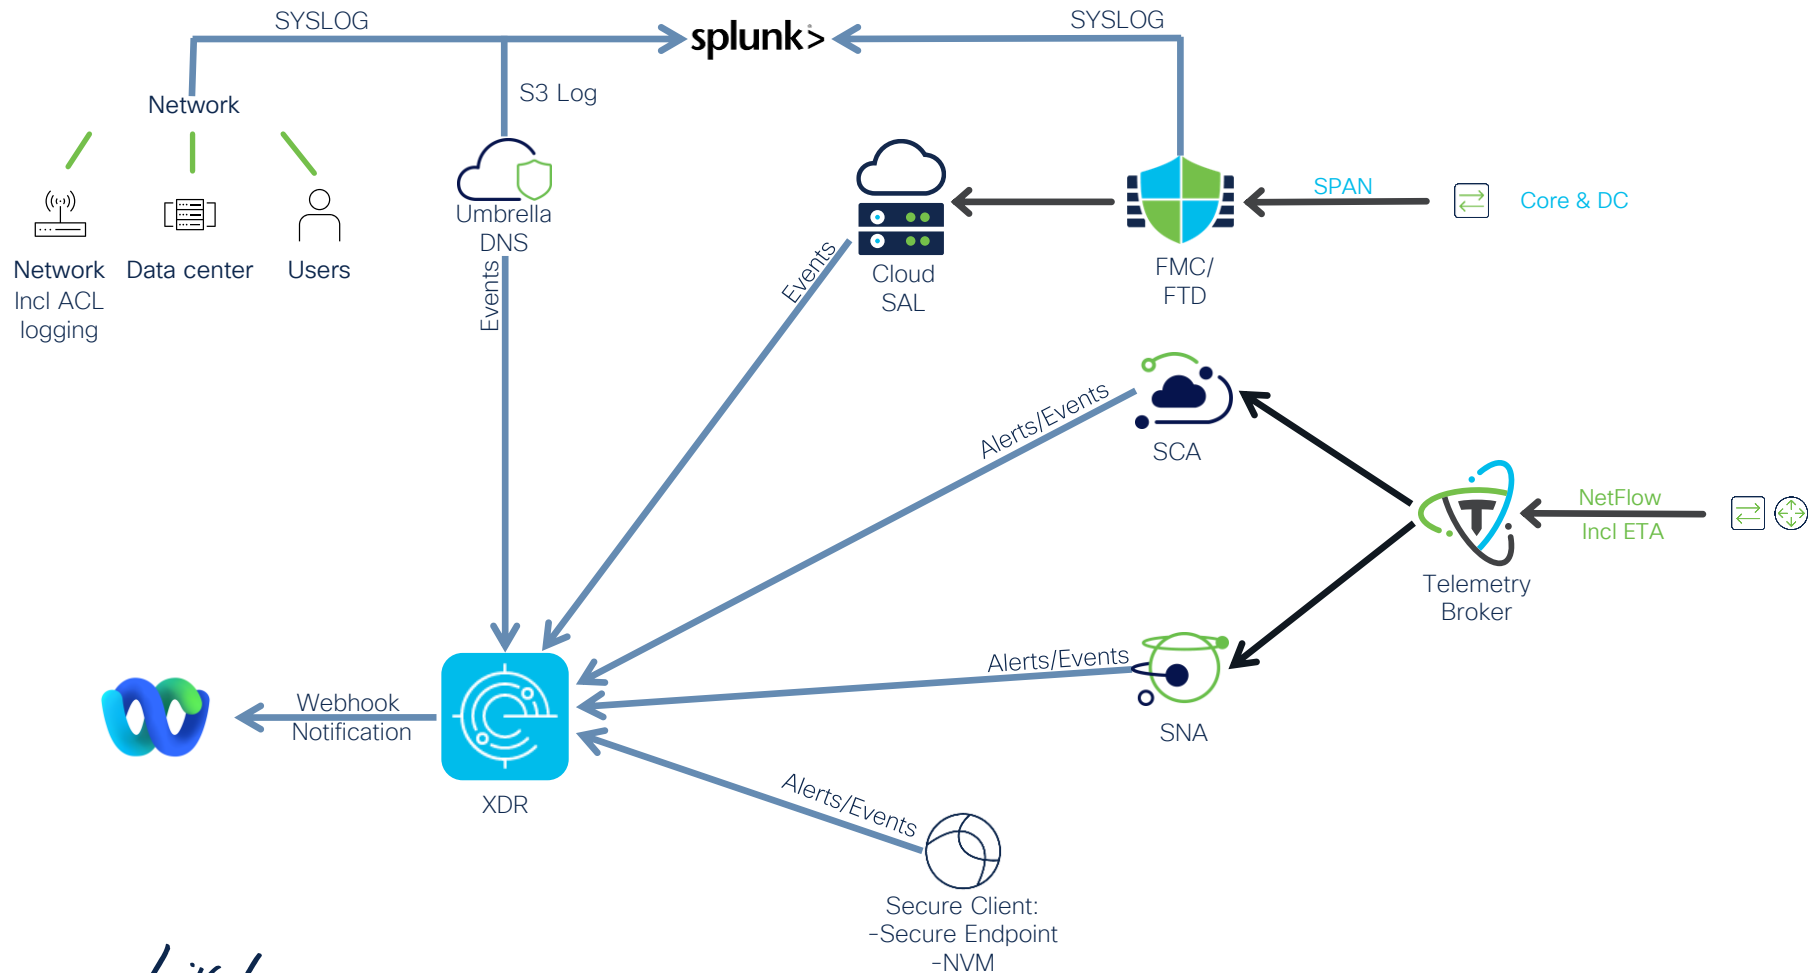 SYSLOG
splunk>
SYSLOG
S3 Log
Network
Umbrella
DNS
SPAN
Core & DC
Network
Incl ACL
logging
Data center
Users
Events
Events
Cloud
SAL
FMC/
FTD
Alerts/Events
SCA
NetFlow
Incl ETA
Telemetry
Broker
Alerts/Events
SNA
Webhook
Notification
XDR
Alerts/Events
Secure Client:
-Secure Endpoint
-NVM